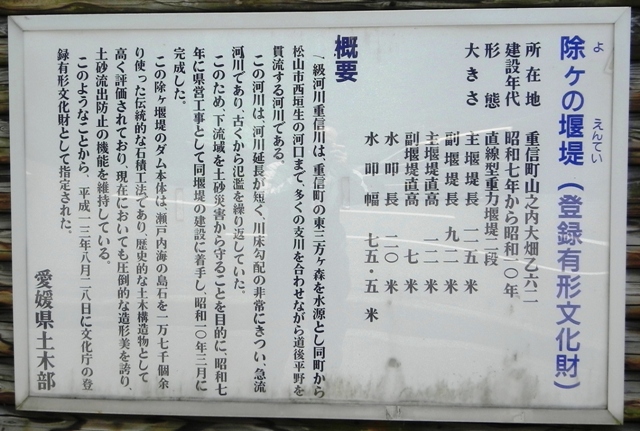 除ヶの堰堤(登録有形文化財)
よ えんてい
所在地 重信町山之内大畑乙六二
建設年代 昭和七年から昭和一〇年
形態 直線型重力堰堤二段
大きさ 主堰堤長 一二五米
副堰堤長 九二米
主堰堤直高 一二米
副堰堤直高 七米
水叩長 二〇米
水叩幅 七五・五米
概要
一級河川重信川は、重信町の東三方ヶ森を水源とし同町から
松山市西垣生の河口まで、多くの支川を合わせながら道後平野を
貫流する河川である。
この河川は、河川延長が短く、川床勾配の非常にきつい、急流
河川であり、古くから氾濫を繰り返していた。
このため、下流域を土砂災害から守ることを目的に、昭和七
年に県営工事として同堰堤の建設に着手し、昭和一〇年三月に
完成した。
この除ヶ堰堤のダム本体は、瀬戸内海の島石を一万七千個余
り使った伝統的な石積工法であり、歴史的な土木構造物として
高く評価されており、現在においても圧倒的な造形美を誇り、
土砂流出防止の機能を維持している。
このようなことから、平成一三年八月二八日に文化庁の登
録有形文化財として指定された。
愛媛県土木部